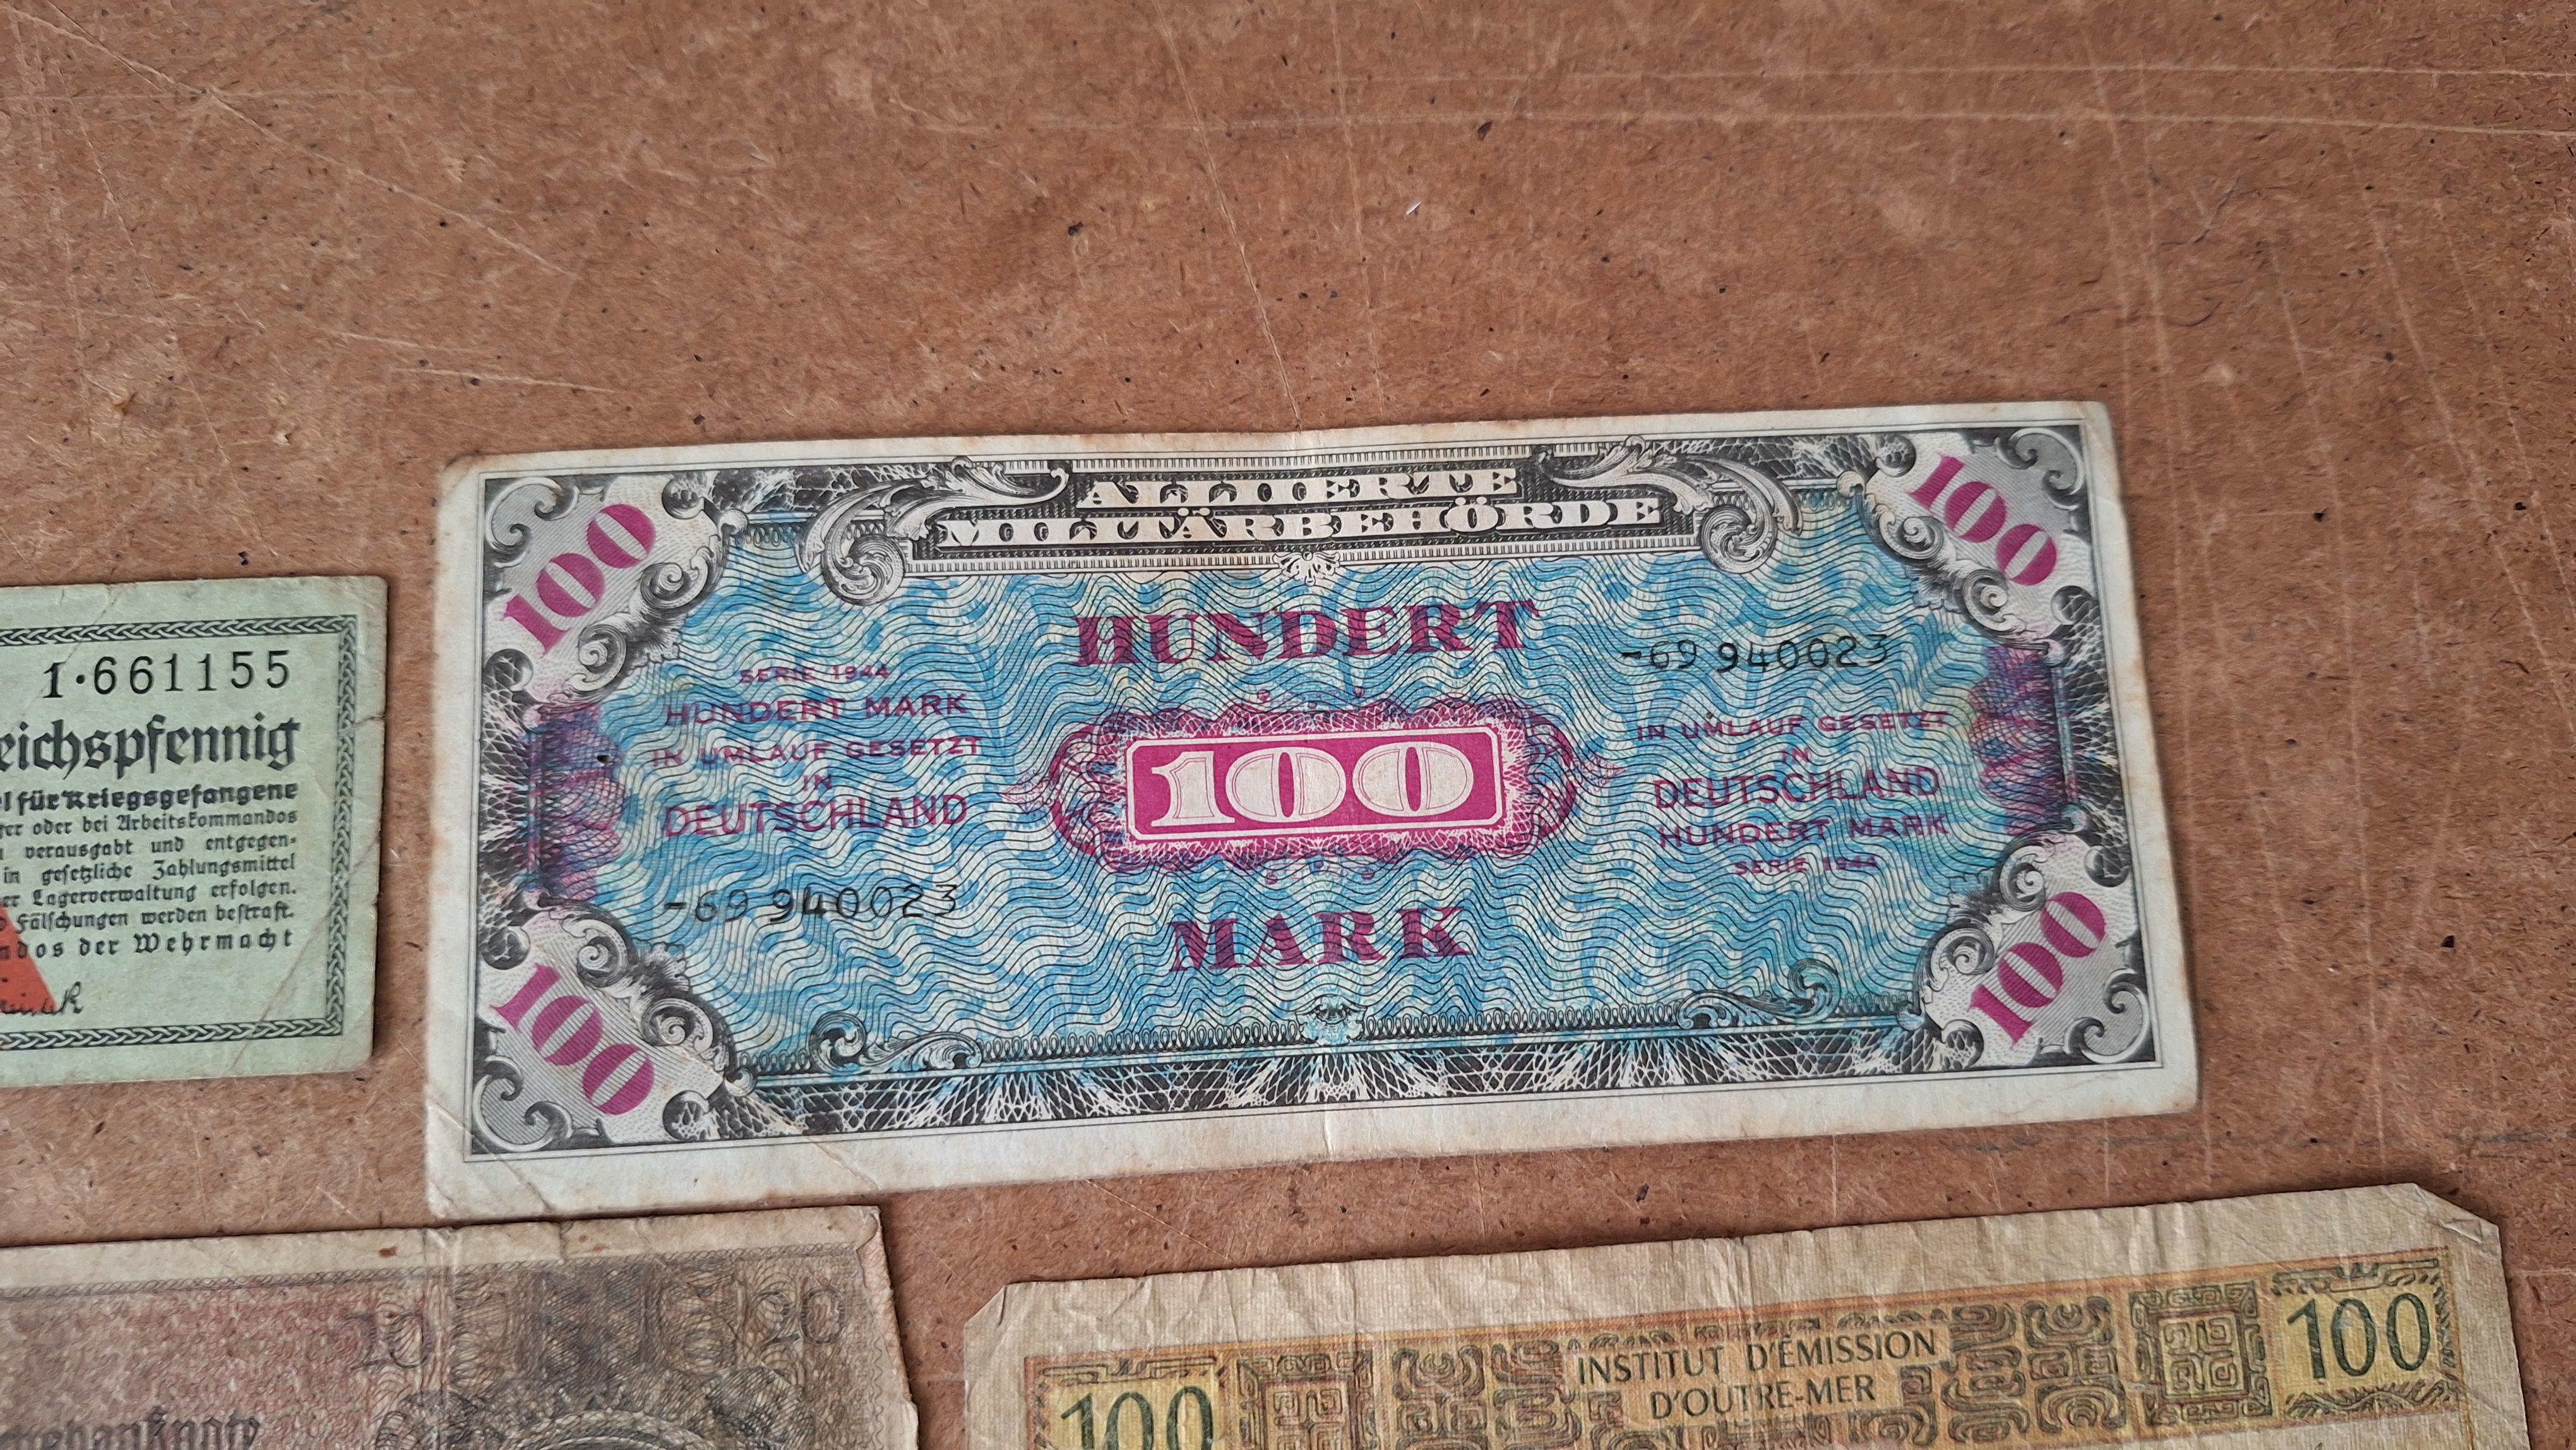 100
ALLIIERTE
MILITÄRBEHÖRDE
100
HUNDERT
SERIE 1944
HUNDERT MARK
IN UMLAUF GESETZT
IN
DEUTSCHLAND
-69 940023
100
-69 940023
IN UMLAUF GESETZT
IN
DEUTSCHLAND
HUNDERT MARK
SERIE 1944
MARK
100
100
1·661155
eichspfennig
für Kriegsgefangene
oder bei Arbeitskommandos
verausgabt und entgegen-
in gesetzliche Zahlungsmittel
er Lagerverwaltung erfolgen.
Fälschungen werden bestraft.
ndos der Wehrmacht
20
100
INSTITUT D'ÉMISSION
D'OUTRE-MER
100